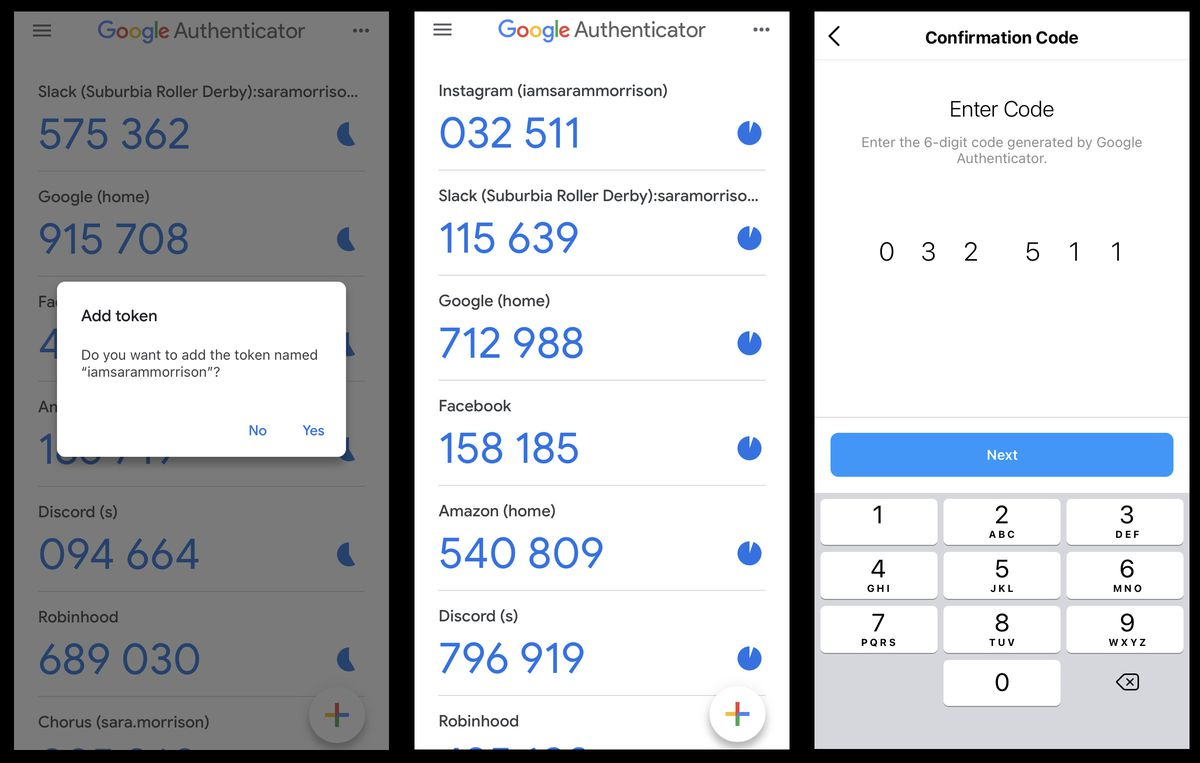 Google Authenticator
Slack (Suburbia Roller Derby):saramorriso...
575 362
Google (home)
915 708
Fa
4
Add token
Do you want to add the token named
“iamsarammorrison”?
No Yes
Am
Discord (s)
094 664
Robinhood
689 030
Chorus (sara.morrison)
Google Authenticator
Instagram (iamsarammorrison)
032 511
Slack (Suburbia Roller Derby):saramorriso...
115 639
Google (home)
712 988
Facebook
158 185
Amazon (home)
540 809
Discord (s)
796 919
Robinhood
Confirmation Code
Enter Code
Enter the 6-digit code generated by Google
Authenticator.
0 3 2 5 1 1
Next
1 2 3
ABC DEF
4 5 6
GHI JKL MNO
7 8 9
PQRS TUV WXYZ
0